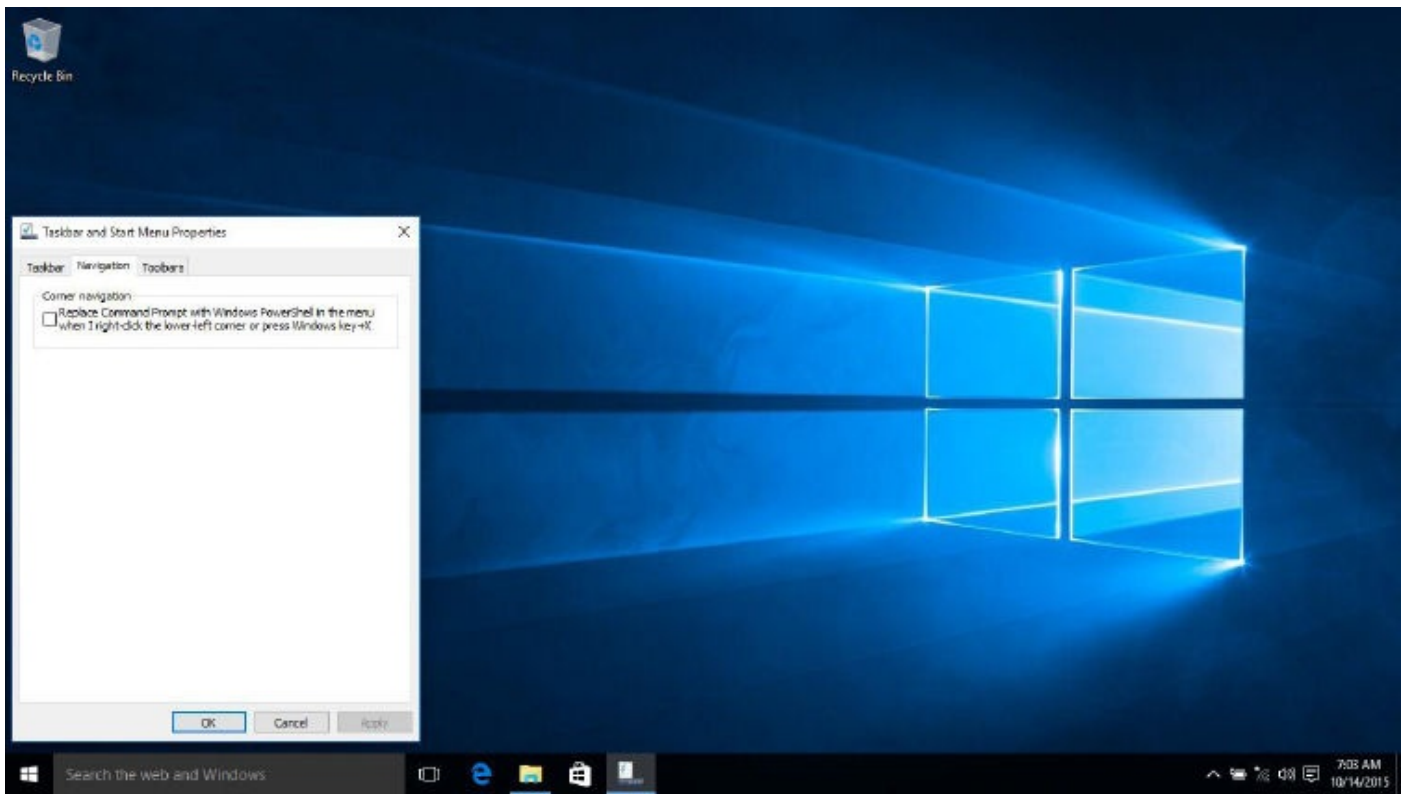 Recycle Bin
Taskbar and Start Menu Properties
Taskbar Navigation Toolbars
Corner navigation
Replace Command Prompt with Windows PowerShell in the menu
when I right-click the lower-left corner or press Windows key+X
OK Cancel Apply
Search the web and Windows
7:03 AM
10/14/2015